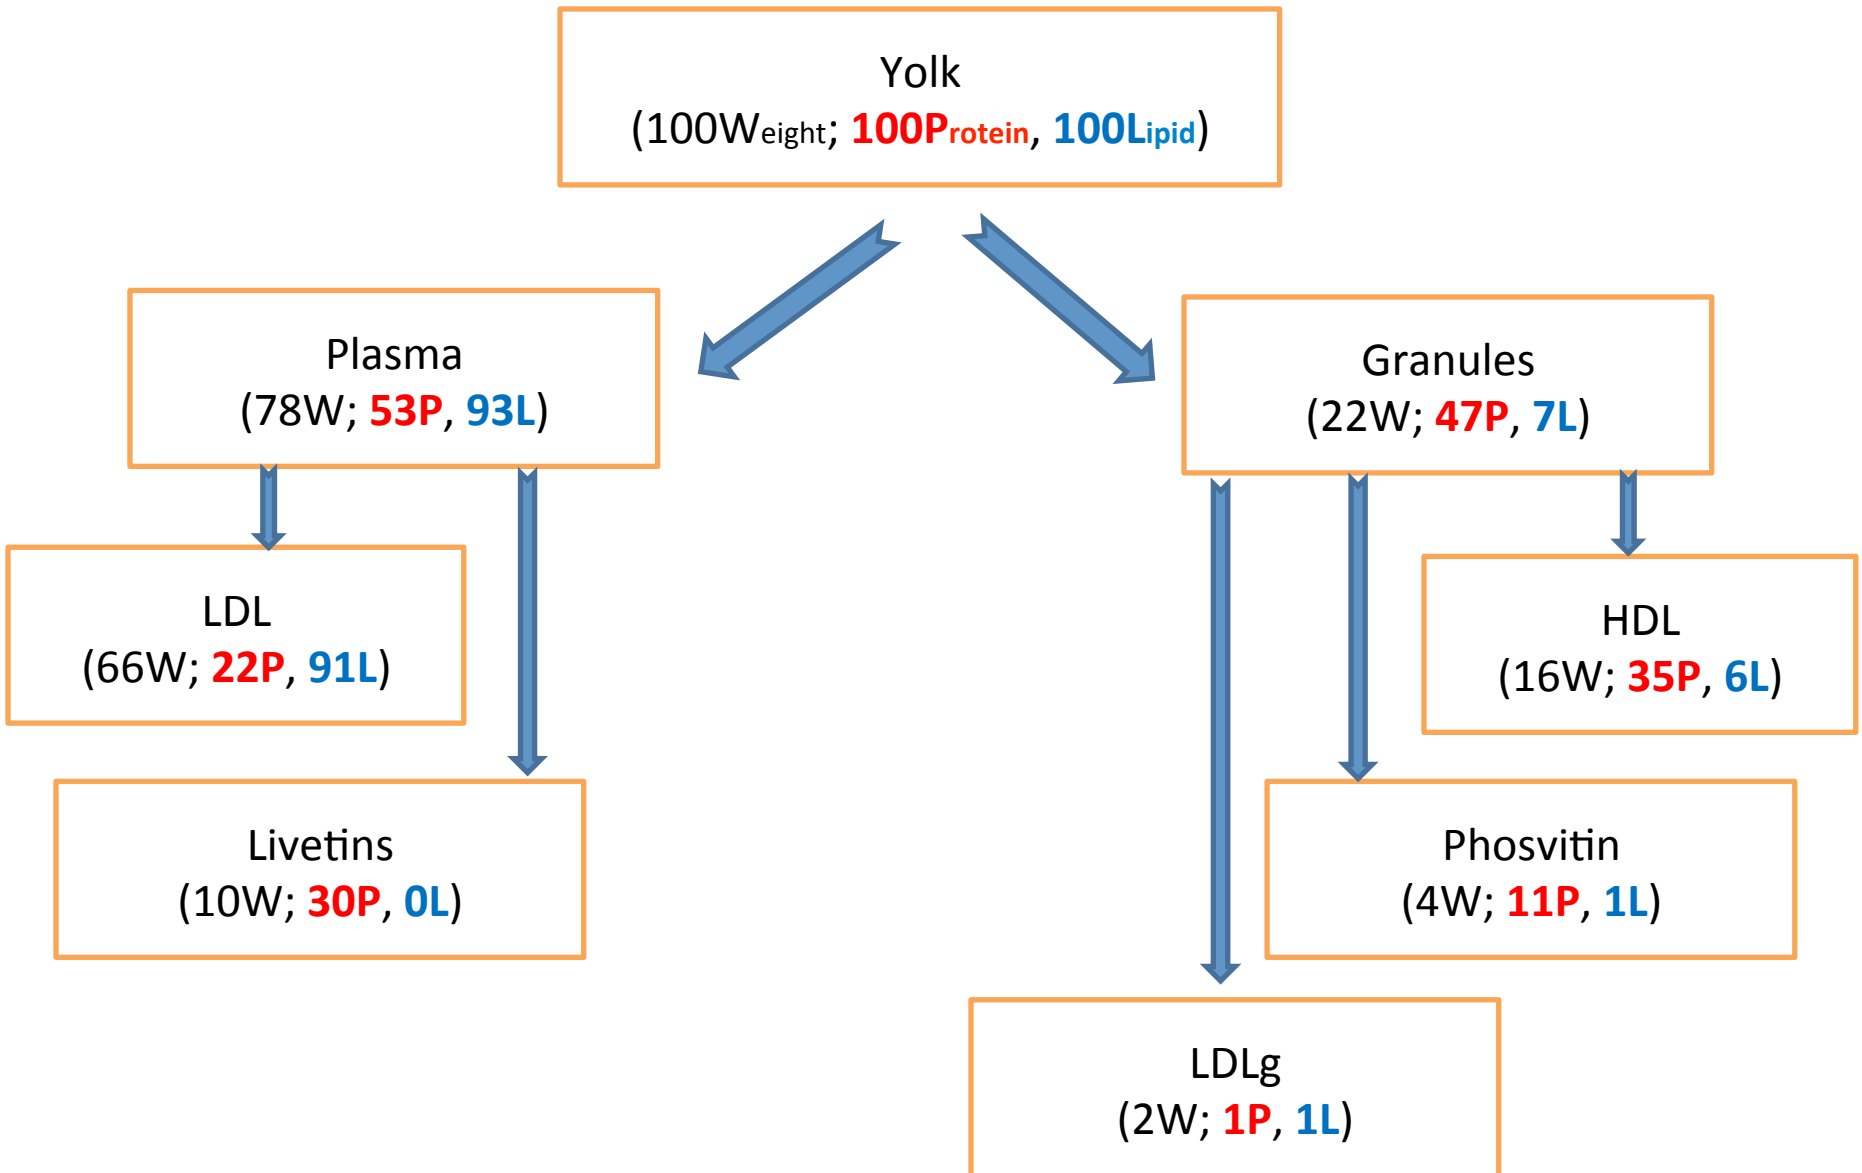 Yolk
(100Weight; 100Protein, 100Lipid)
Plasma
(78W; 53P, 93L)
Granules
(22W; 47P, 7L)
LDL
(66W; 22P, 91L)
HDL
(16W; 35P, 6L)
Livetins
(10W; 30P, 0L)
Phosvitin
(4W; 11P, 1L)
LDLg
(2W; 1P, 1L)